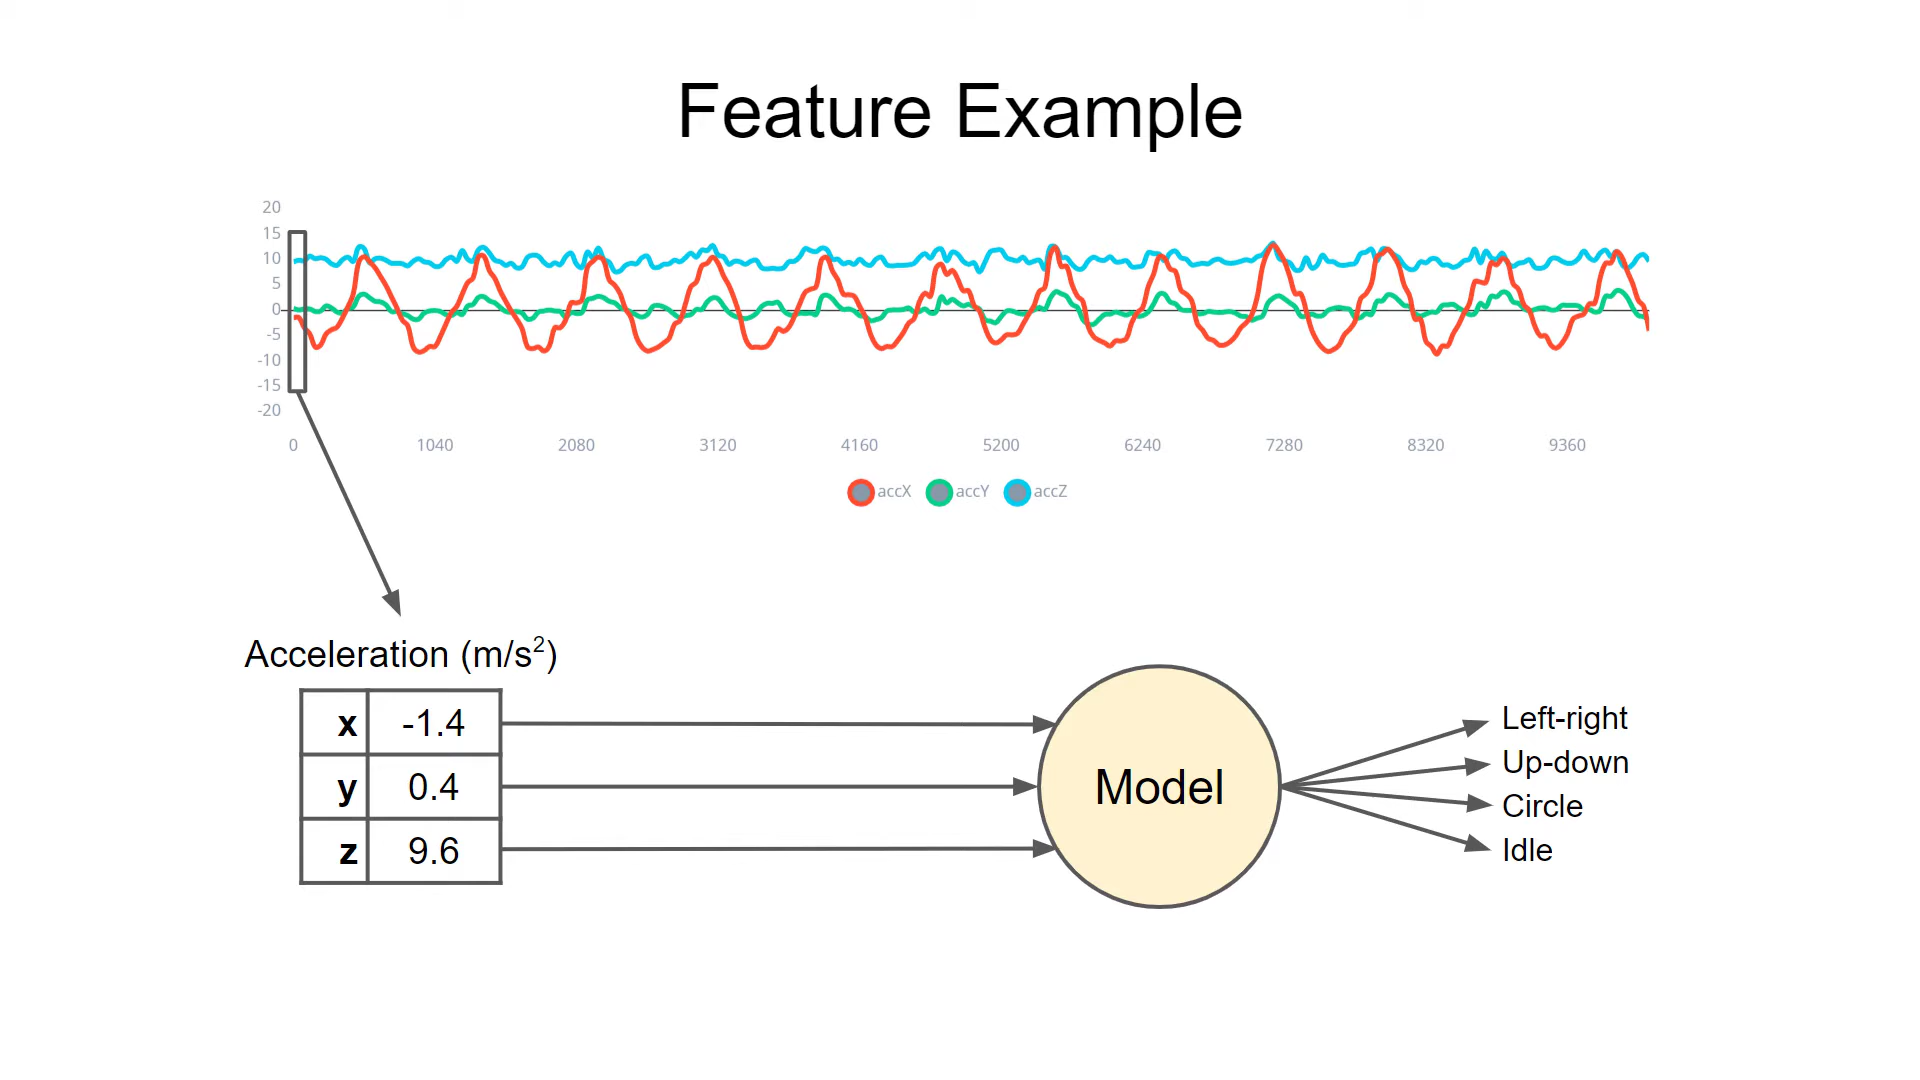 Feature Example
20
15
10
5
0
-5
-10
-15
-20
0 1040 2080 3120 4160 5200 6240 7280 8320 9360
accX accY accZ
Acceleration (m/s²)
x -1.4
y 0.4
z 9.6
Model
Left-right
Up-down
Circle
Idle